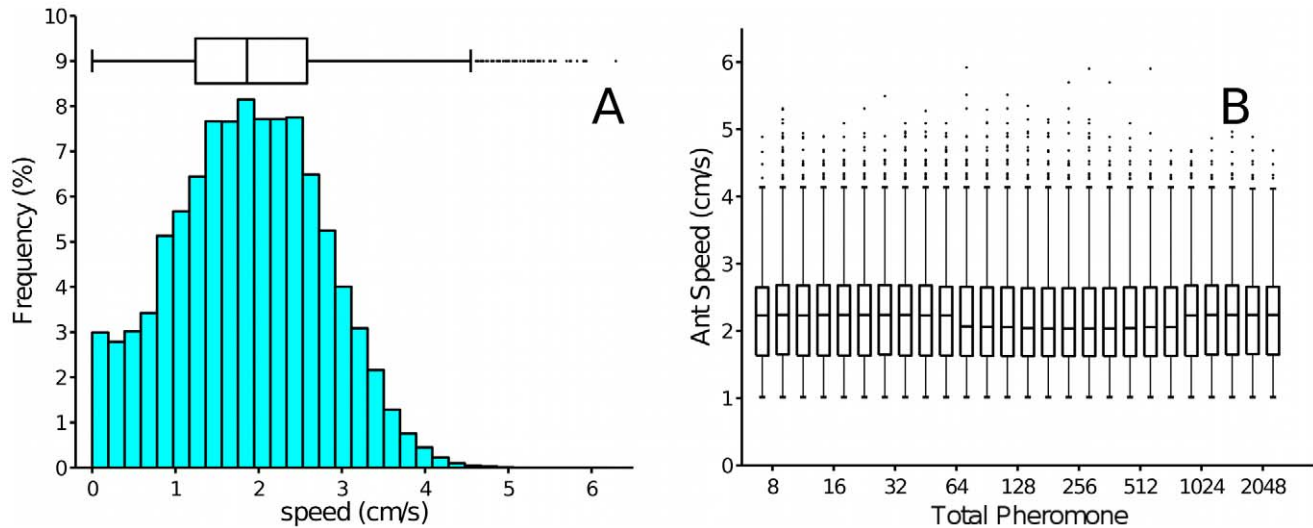 A
Frequency (%)
10
9
8
7
6
5
4
3
2
1
0
0 1 2 3 4 5 6
speed (cm/s)
B
Ant Speed (cm/s)
6
5
4
3
2
1
0
8 16 32 64 128 256 512 1024 2048
Total Pheromone